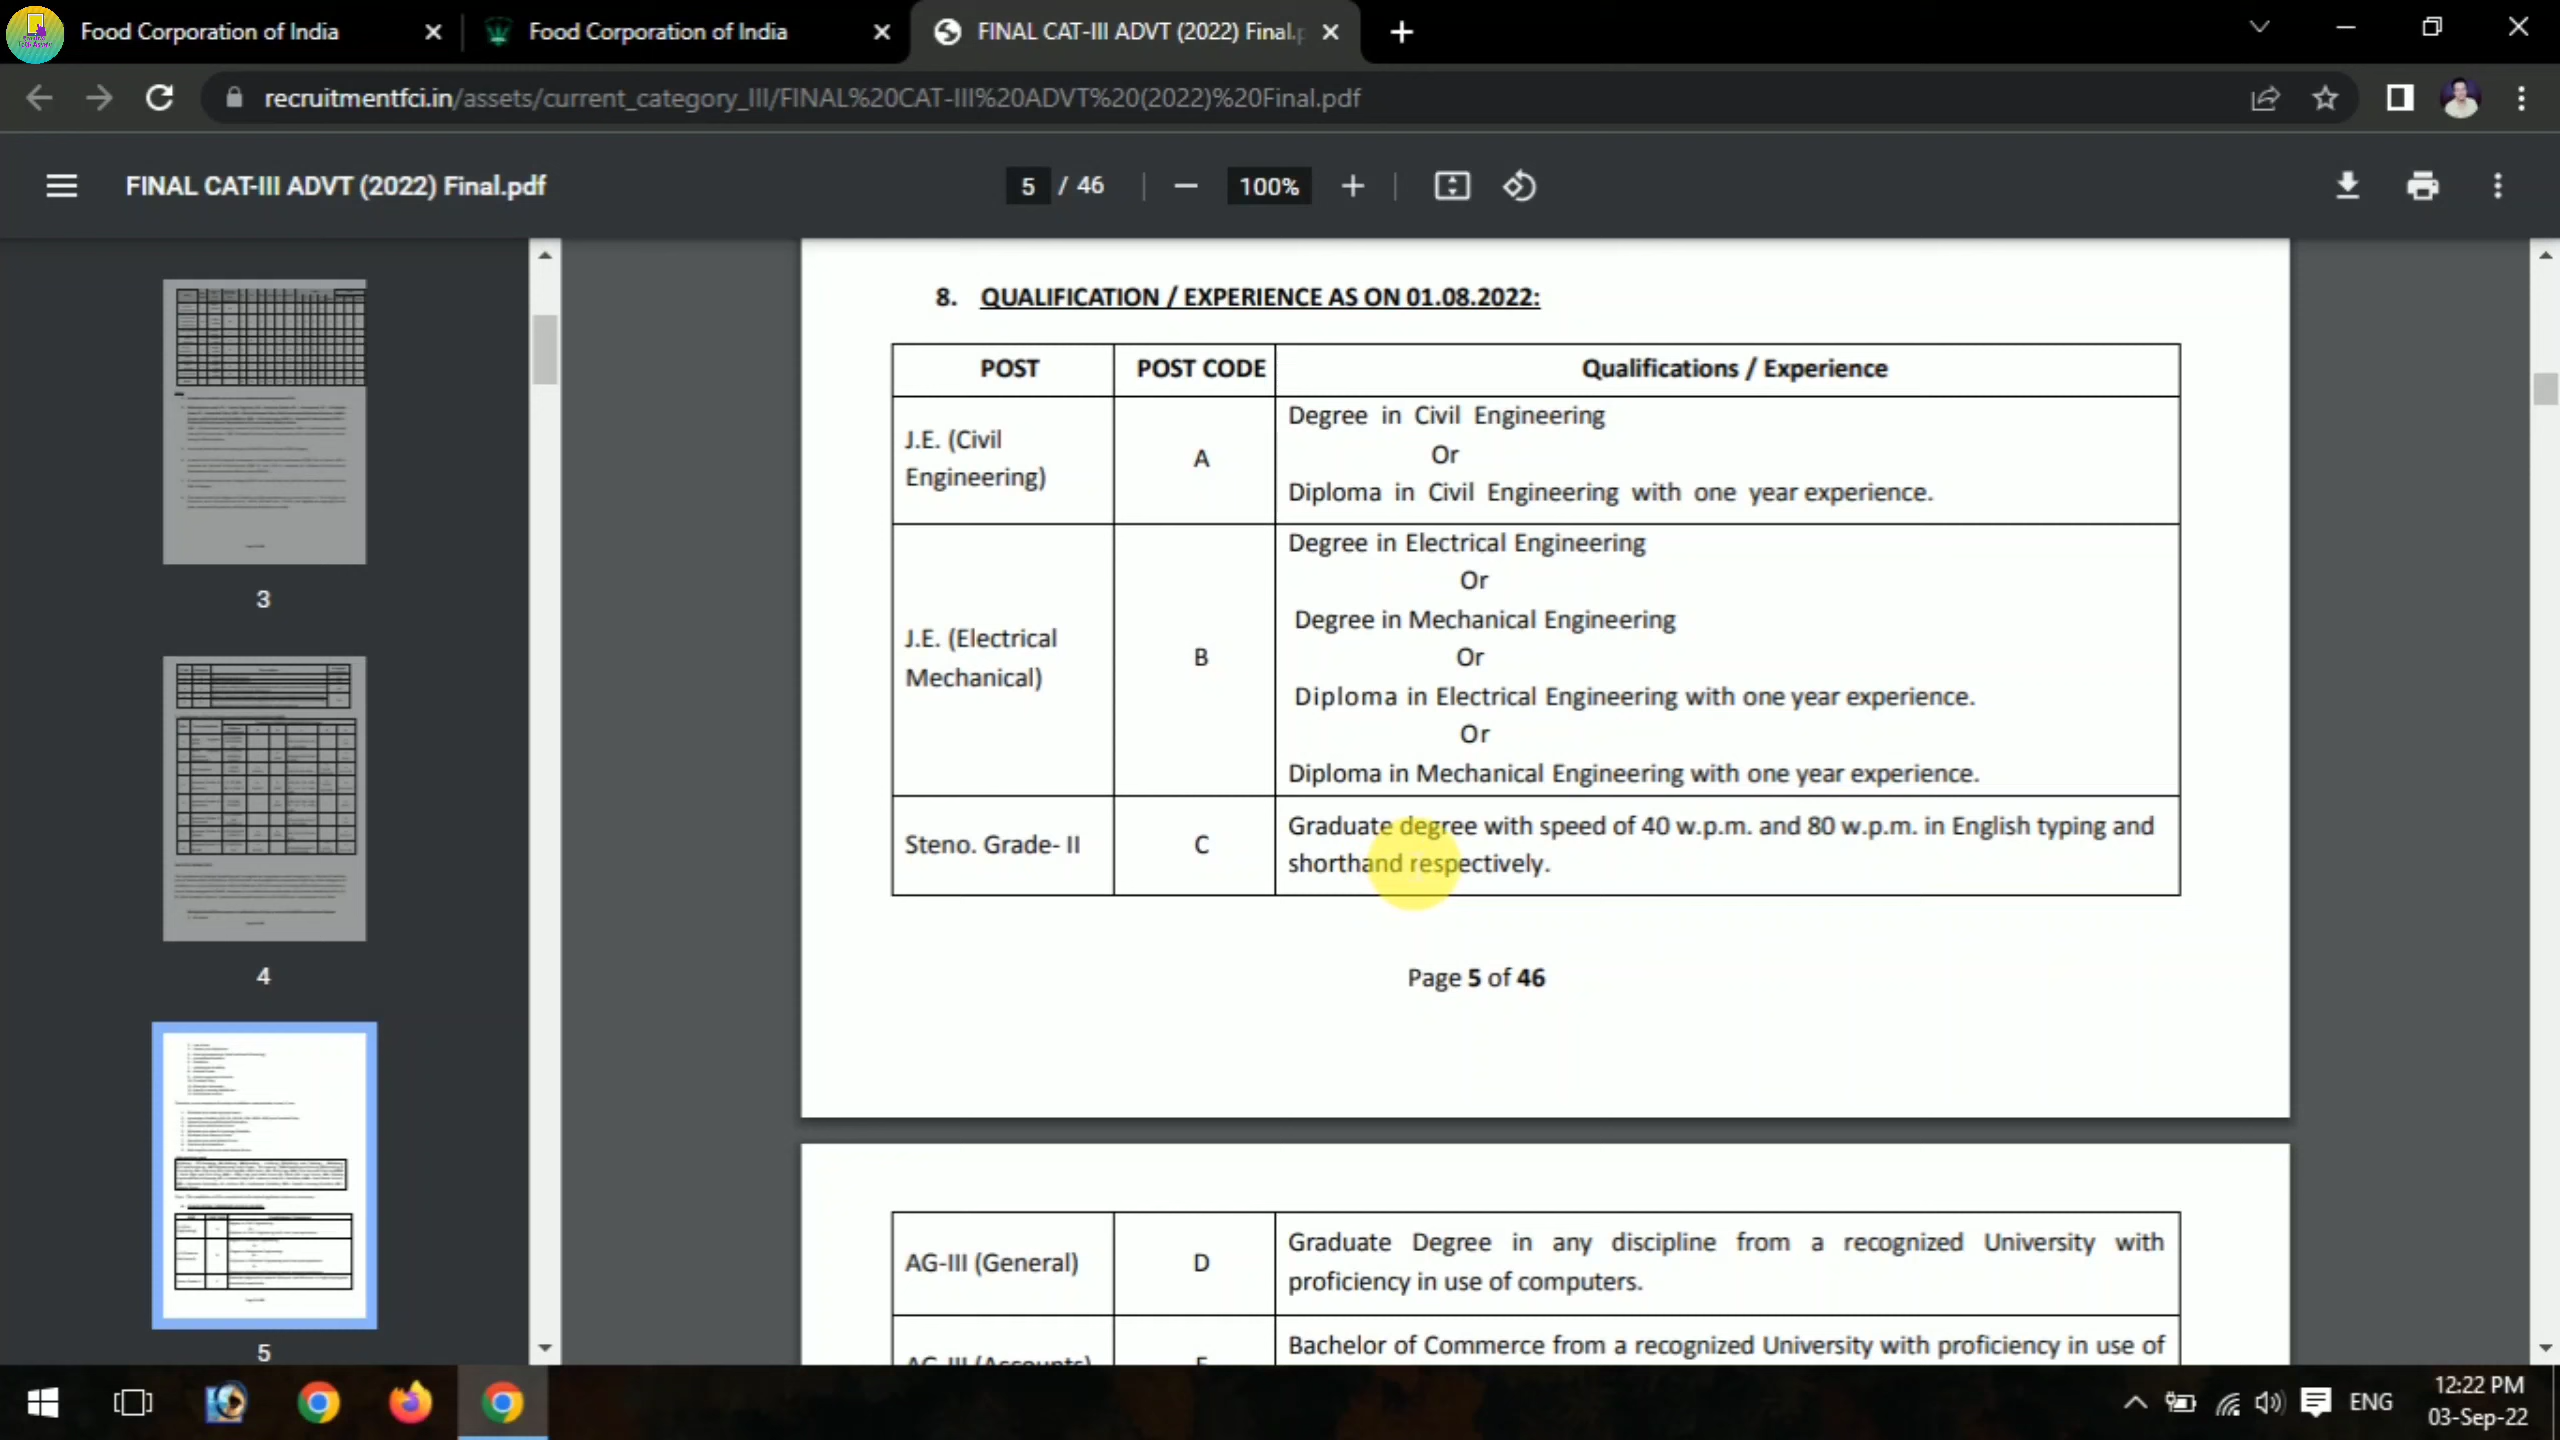 Food Corporation of India
Food Corporation of India
FINAL CAT-III ADVT (2022) Final.p
recruitmentfci.in/assets/current_category_III/FINAL%20CAT-III%20ADVT%20(2022)%20Final.pdf
FINAL CAT-III ADVT (2022) Final.pdf
5 / 46
100%
3
4
5
8. QUALIFICATION / EXPERIENCE AS ON 01.08.2022:
POST POST CODE Qualifications / Experience
J.E. (Civil
Engineering)
A
Degree in Civil Engineering
Or
Diploma in Civil Engineering with one year experience.
J.E. (Electrical
Mechanical)
B
Degree in Electrical Engineering
Or
Degree in Mechanical Engineering
Or
Diploma in Electrical Engineering with one year experience.
Or
Diploma in Mechanical Engineering with one year experience.
Steno. Grade- II
C
Graduate degree with speed of 40 w.p.m. and 80 w.p.m. in English typing and
shorthand respectively.
Page 5 of 46
AG-III (General)
D
Graduate Degree in any discipline from a recognized University with
proficiency in use of computers.
AG-III (Accounts)
E
Bachelor of Commerce from a recognized University with proficiency in use of
ENG
12:22 PM
03-Sep-22